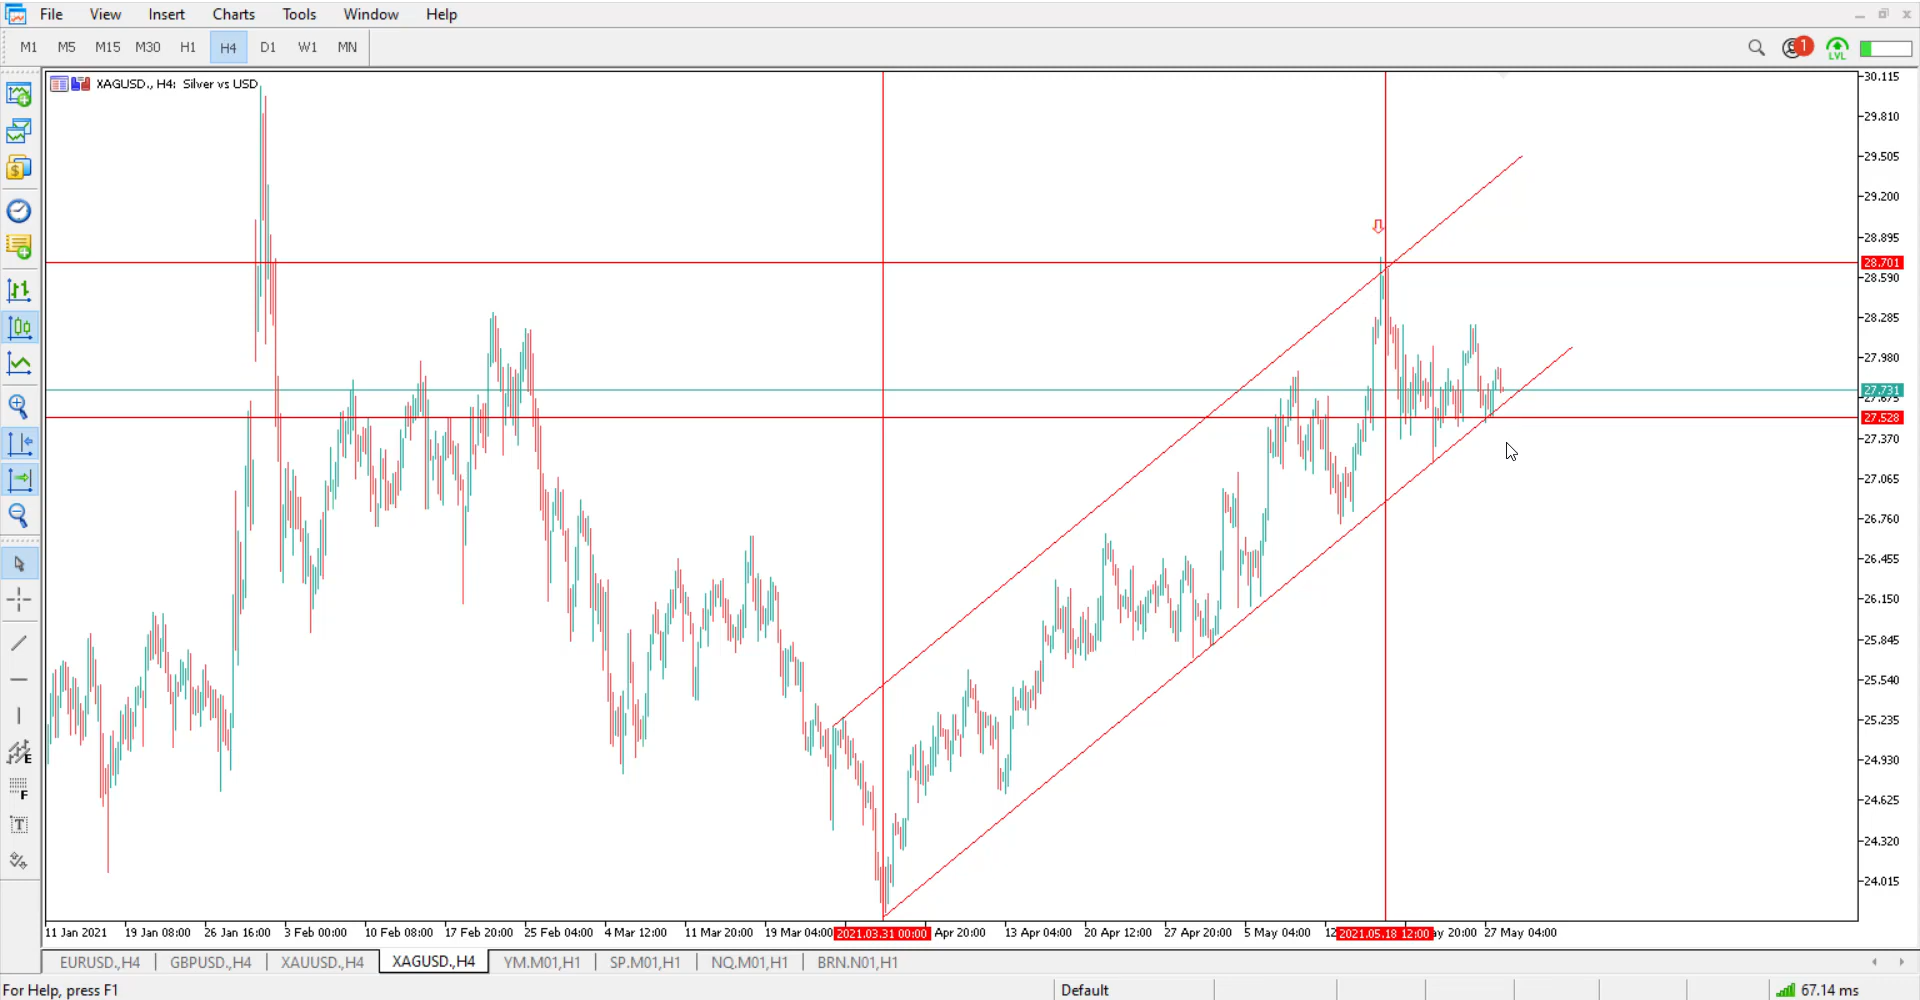 File View Insert Charts Tools Window Help
M1 M5 M15 M30 H1 H4 D1 W1 MN
1
LVL
XAGUSD., H4: Silver vs USD
30.115
29.810
29.505
29.200
28.895
28.701
28.590
28.285
27.980
27.731
27.675
27.528
27.370
27.065
26.760
26.455
26.150
25.845
25.540
25.235
24.930
24.625
24.320
24.015
E
F
T
11 Jan 2021 19 Jan 08:00 26 Jan 16:00 3 Feb 00:00 10 Feb 08:00 17 Feb 20:00 25 Feb 04:00 4 Mar 12:00 11 Mar 20:00 19 Mar 04:00 2021.03.31 00:00 Apr 20:00 13 Apr 04:00 20 Apr 12:00 27 Apr 20:00 5 May 04:00 12 2021.05.18 12:00 ay 20:00 27 May 04:00
EURUSD.,H4 GBPUSD.,H4 XAUUSD.,H4 XAGUSD.,H4 YM.M01,H1 SP.M01,H1 NQ.M01,H1 BRN.N01,H1
For Help, press F1 Default 67.14 ms